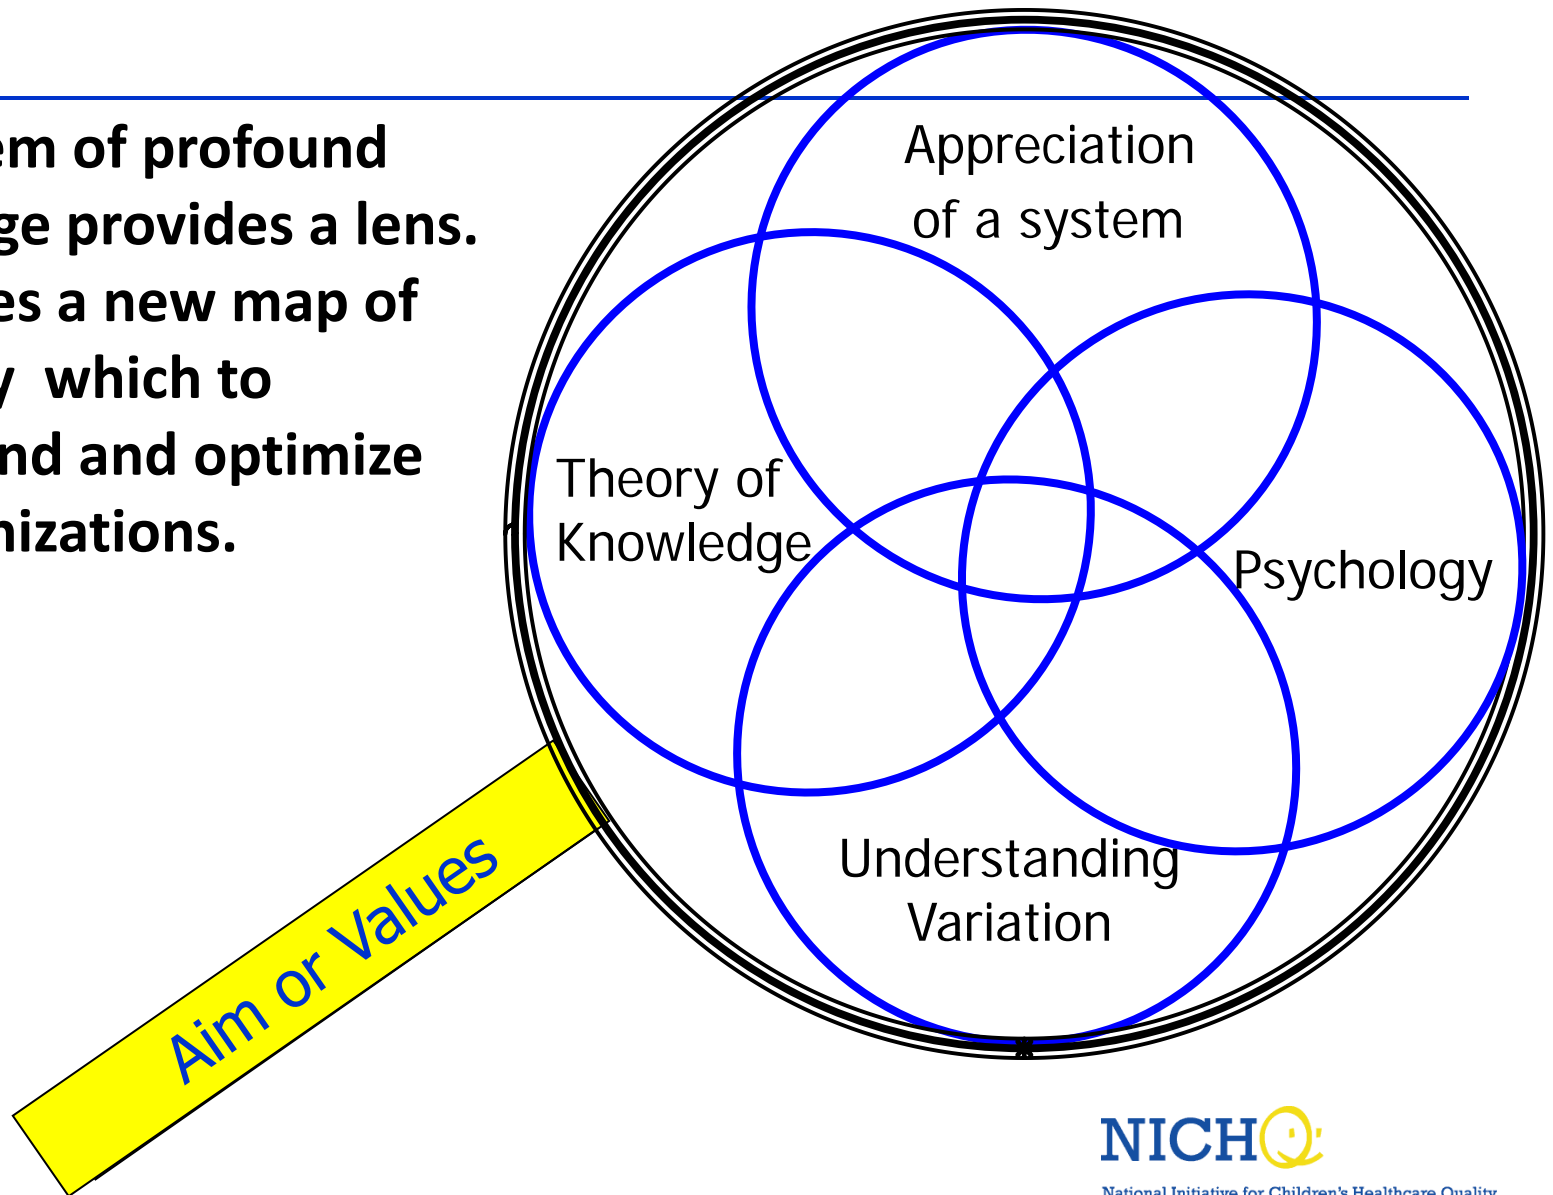 em of profound
ge provides a lens.
es a new map of
y which to
nd and optimize
nizations.
Appreciation
of a system
Theory of
Knowledge
Psychology
Understanding
Variation
Aim or Values
NICHQ
National Initiative for Children's Healthcare Quality